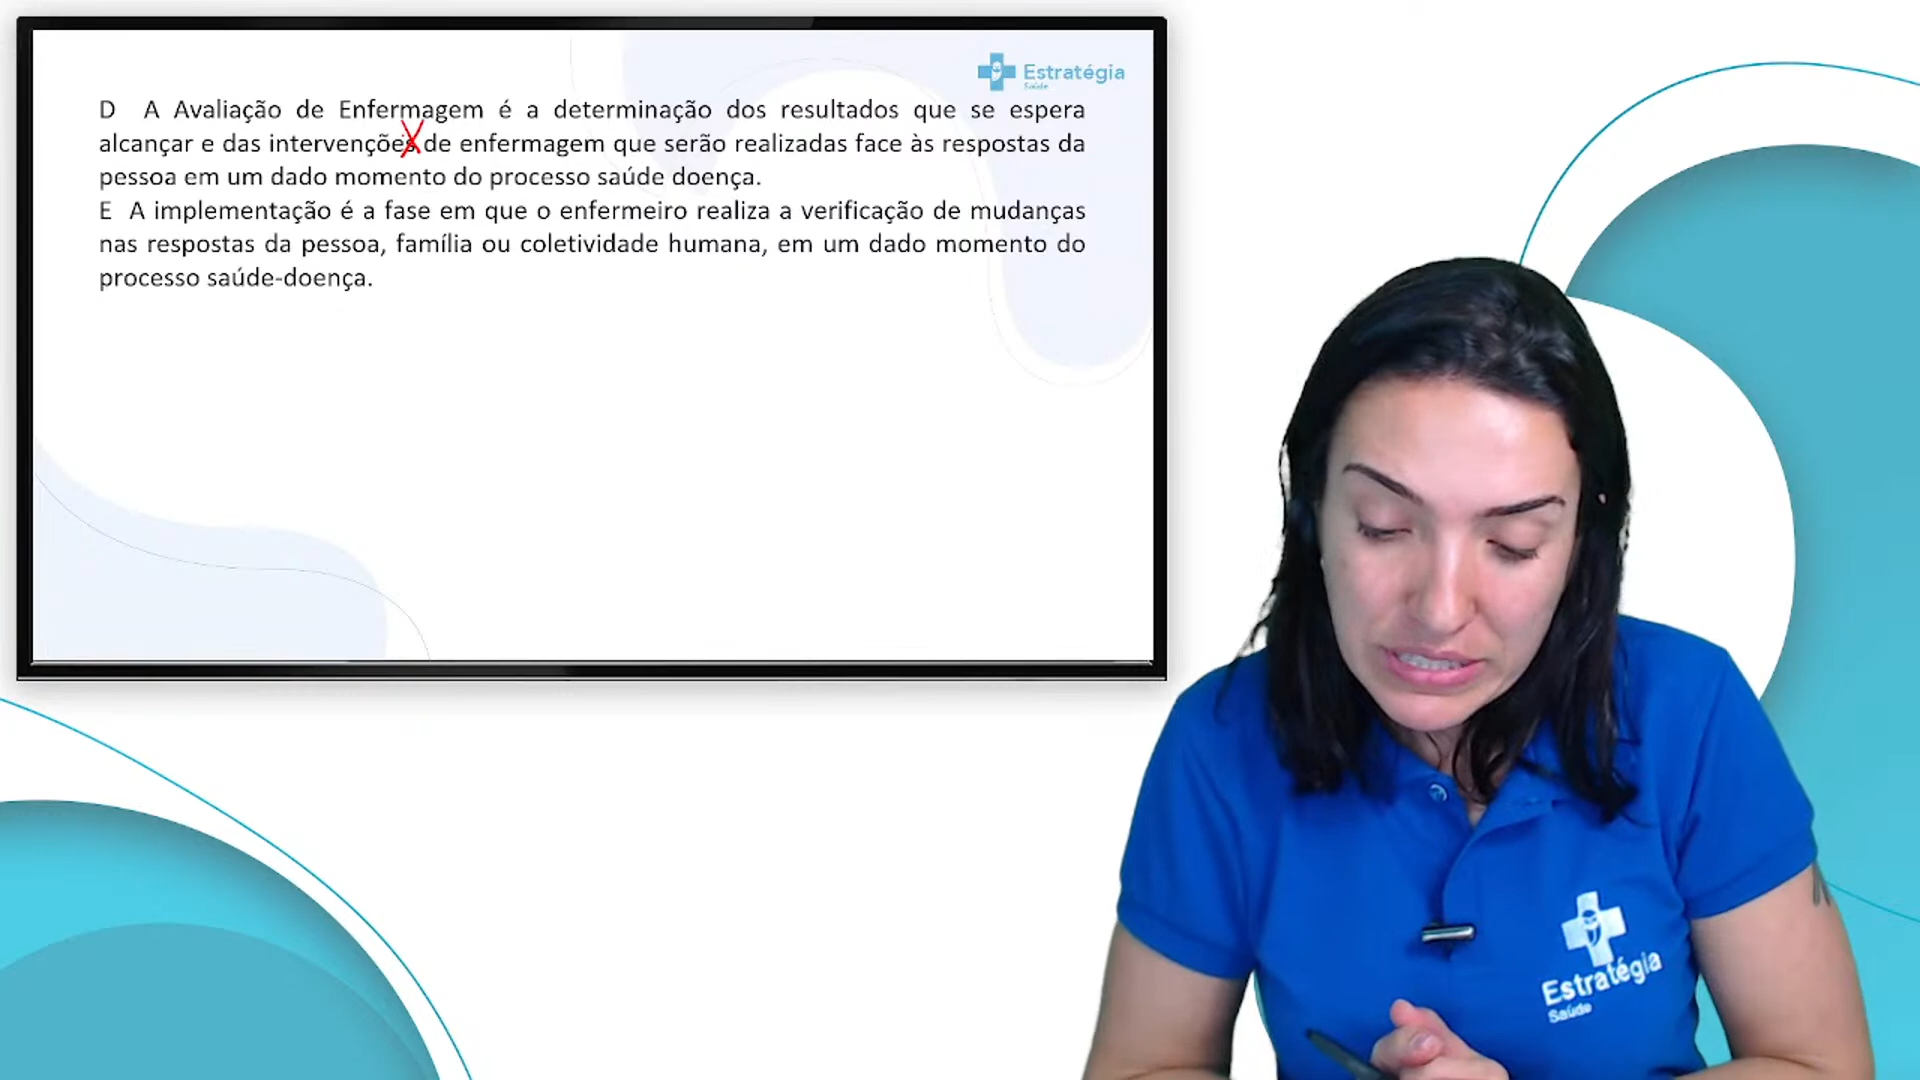 Estratégia
Saúde
D A Avaliação de Enfermagem é a determinação dos resultados que se espera
alcançar e das intervenções de enfermagem que serão realizadas face às respostas da
pessoa em um dado momento do processo saúde doença.
E A implementação é a fase em que o enfermeiro realiza a verificação de mudanças
nas respostas da pessoa, família ou coletividade humana, em um dado momento do
processo saúde-doença.
Estratégia
Saúde